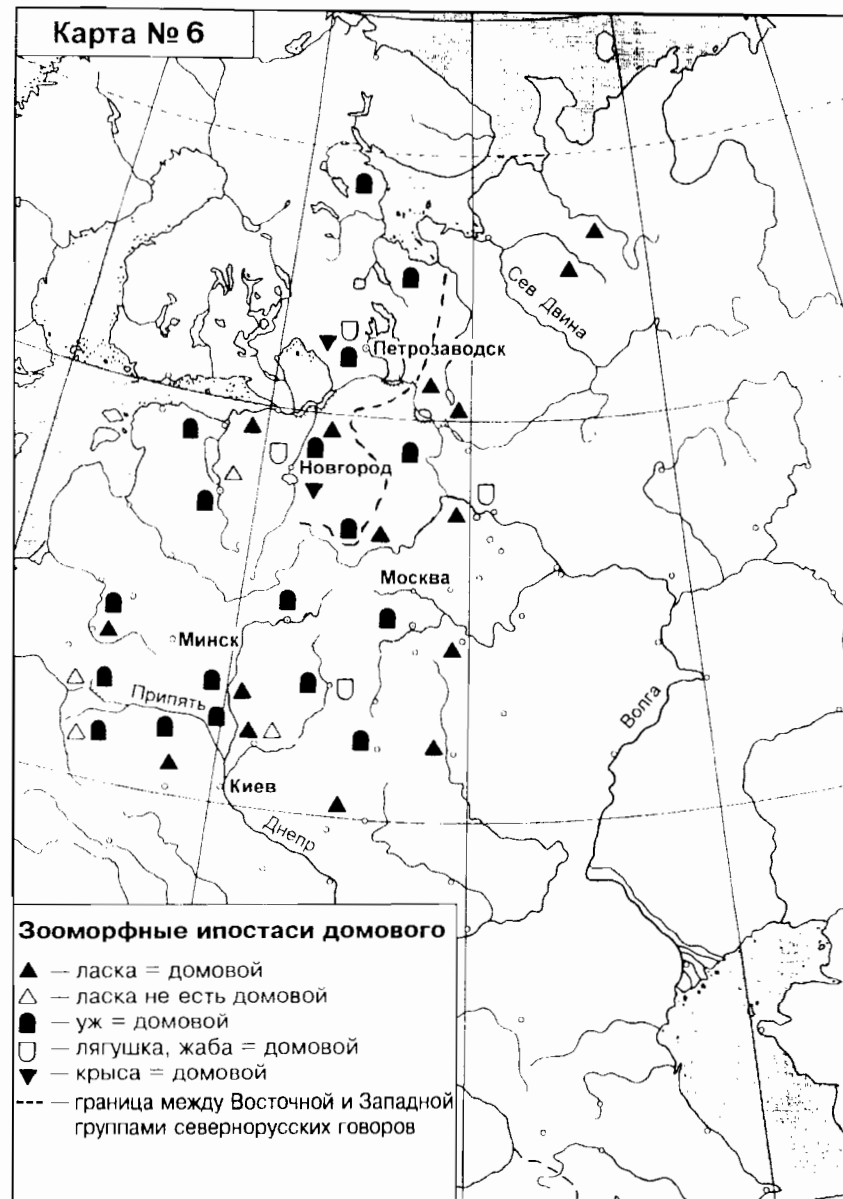 Карта № 6
Сев Двина
Петрозаводск
Новгород
Москва
Минск
Припять
Волга
Киев
Днепр
Зооморфные ипостаси домового
— ласка = домовой
— ласка не есть домовой
— уж = домовой
— лягушка, жаба = домовой
— крыса = домовой
— граница между Восточной и Западной
группами севернорусских говоров